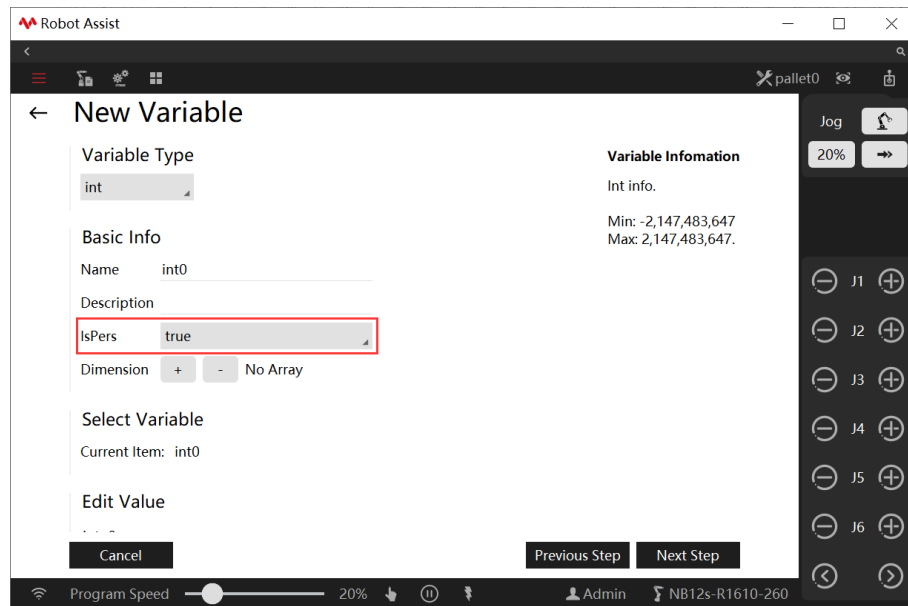 Robot Assist
pallet0
New Variable
Jog
20%
Variable Type
int
Variable Infomation
Int info.
Min: -2,147,483,647
Max: 2,147,483,647.
Basic Info
Name int0
Description
IsPers true
Dimension + - No Array
Select Variable
Current Item: int0
Edit Value
Cancel
Previous Step
Next Step
J1
J2
J3
J4
J5
J6
Program Speed 20% Admin NB12s-R1610-260